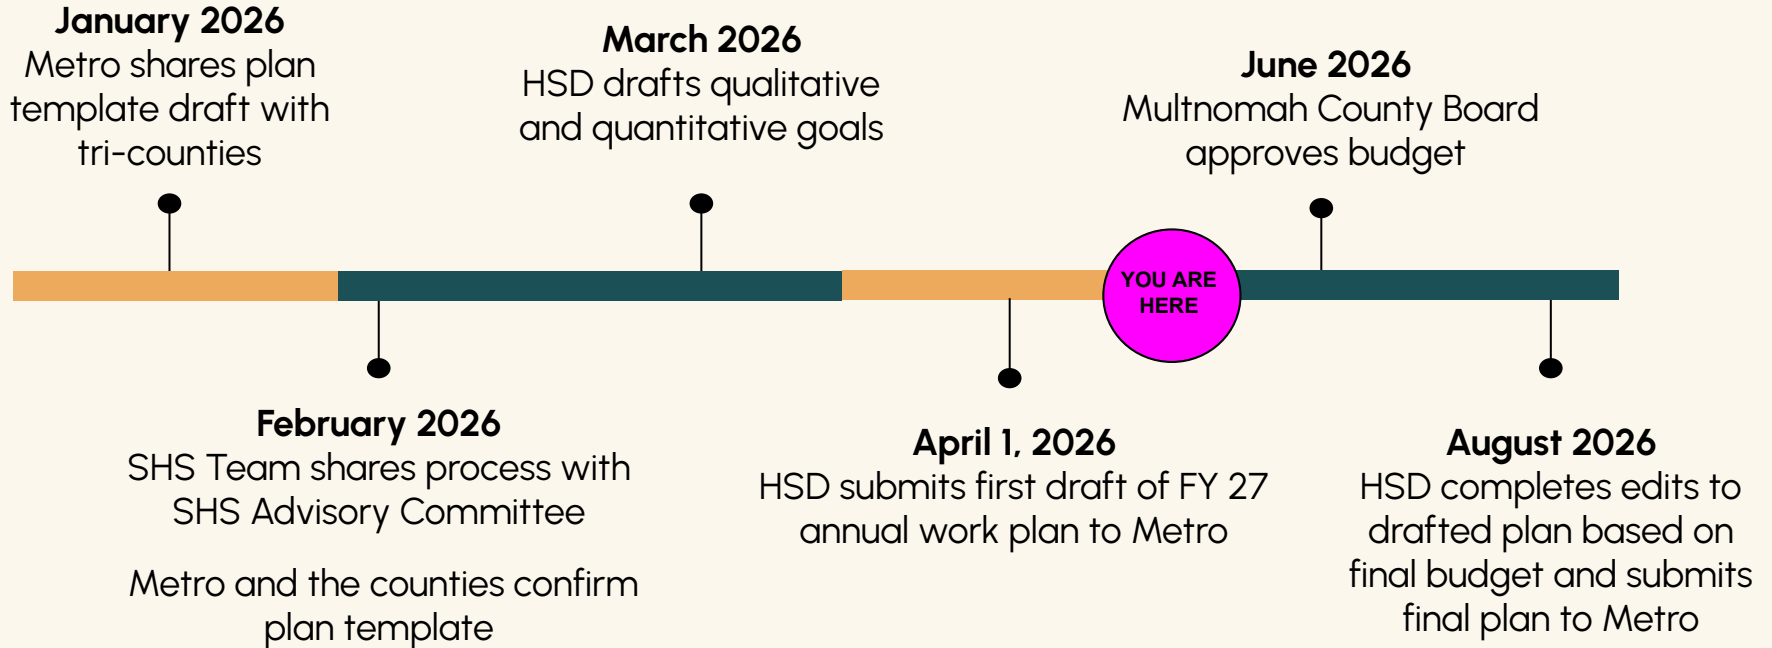 January 2026
Metro shares plan
template draft with
tri-counties
March 2026
HSD drafts qualitative
and quantitative goals
June 2026
Multnomah County Board
approves budget
YOU ARE
HERE
February 2026
SHS Team shares process with
SHS Advisory Committee
Metro and the counties confirm
plan template
April 1, 2026
HSD submits first draft of FY 27
annual work plan to Metro
August 2026
HSD completes edits to
drafted plan based on
final budget and submits
final plan to Metro